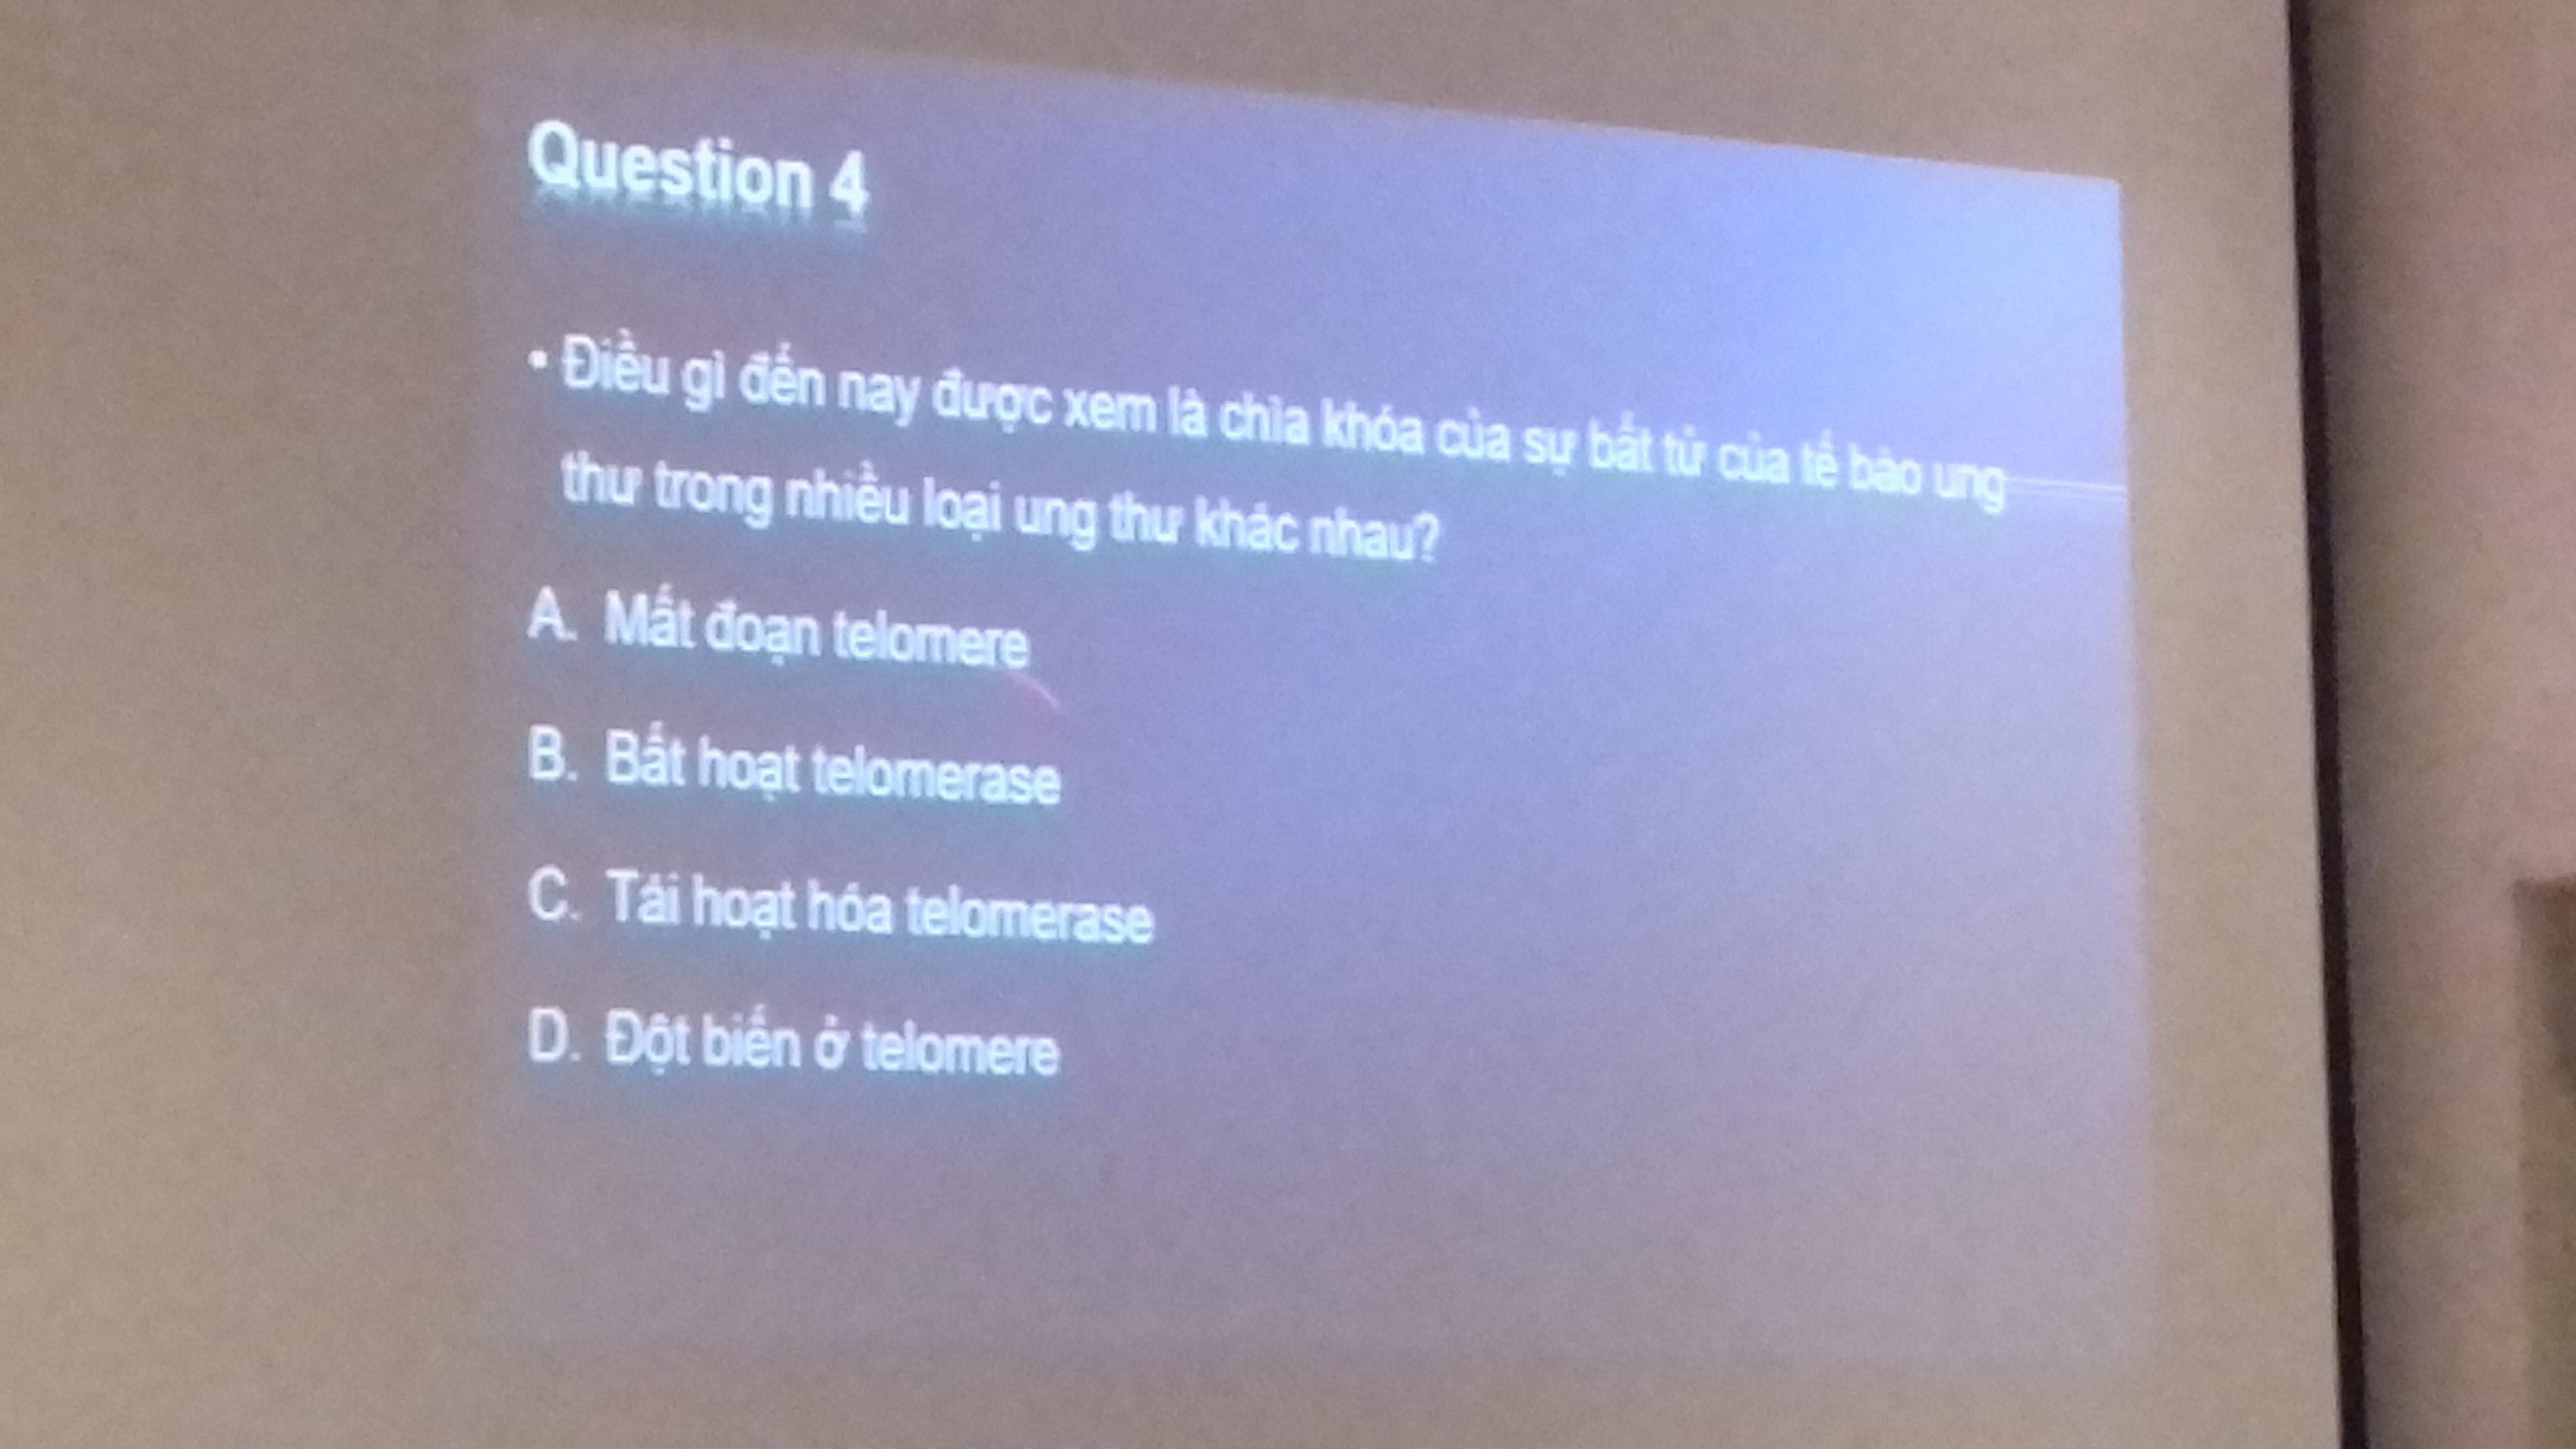 Question 4
• Điều gì đến nay được xem là chìa khóa của sự bất tử của tế bào ung
thư trong nhiều loại ung thư khác nhau?
A. Mất đoạn telomere
B. Bất hoạt telomerase
C. Tái hoạt hóa telomerase
D. Đột biến ở telomere